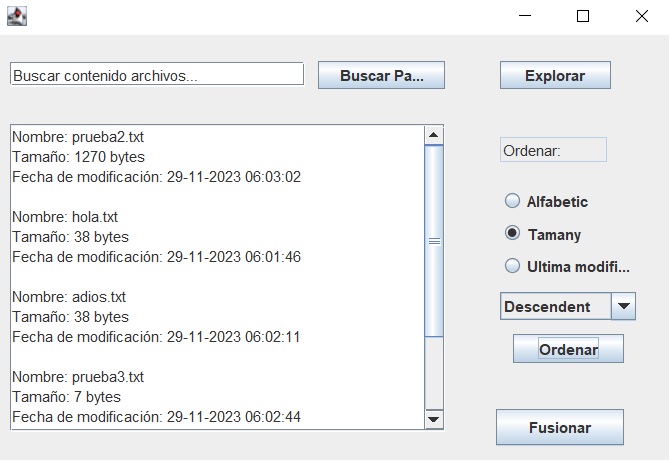 Buscar contenido archivos...
Buscar Pa...
Explorar
Nombre: prueba2.txt
Tamaño: 1270 bytes
Fecha de modificación: 29-11-2023 06:03:02
Nombre: hola.txt
Tamaño: 38 bytes
Fecha de modificación: 29-11-2023 06:01:46
Nombre: adios.txt
Tamaño: 38 bytes
Fecha de modificación: 29-11-2023 06:02:11
Nombre: prueba3.txt
Tamaño: 7 bytes
Fecha de modificación: 29-11-2023 06:02:44
Ordenar:
Alfabetic
Tamany
Ultima modifi...
Descendent
Ordenar
Fusionar